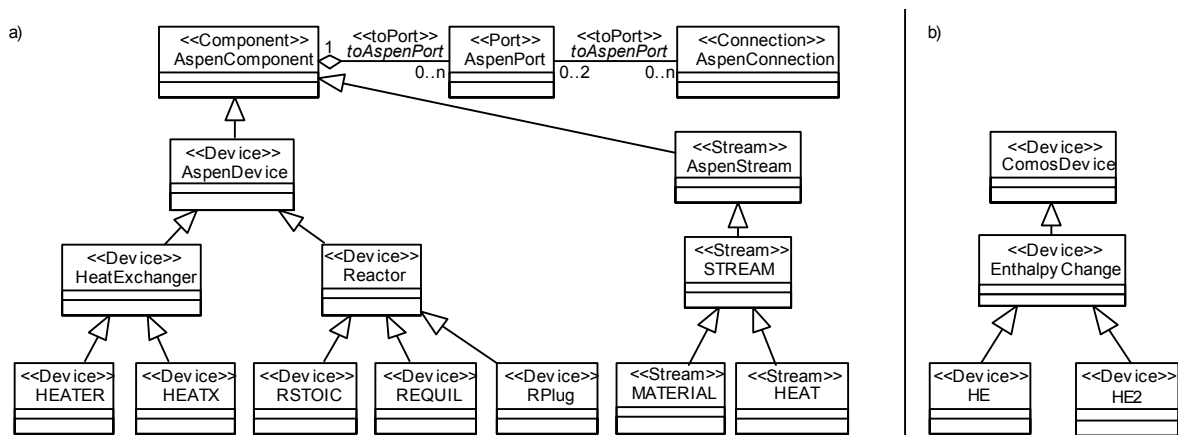 a)
<<Component>>
AspenComponent
1
<<toPort>>
toAspenPort
0..n
<<Port>>
AspenPort
0..2
<<toPort>>
toAspenPort
0..n
<<Connection>>
AspenConnection
<<Device>>
AspenDevice
<<Stream>>
AspenStream
<<Device>>
HeatExchanger
<<Device>>
Reactor
<<Stream>>
STREAM
<<Device>>
HEATER
<<Device>>
HEATX
<<Device>>
RSTOIC
<<Device>>
REQUIL
<<Device>>
RPlug
<<Stream>>
MATERIAL
<<Stream>>
HEAT
b)
<<Device>>
ComosDevice
<<Device>>
EnthalpyChange
<<Device>>
HE
<<Device>>
HE2